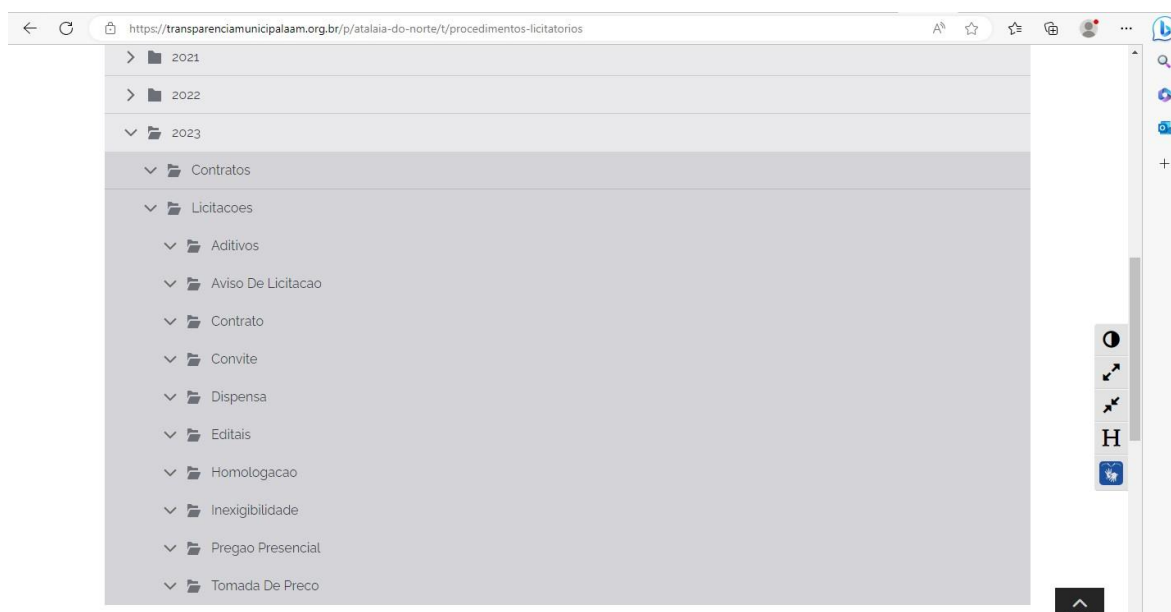 https://transparenciamunicipalaam.org.br/p/atalaia-do-norte/t/procedimentos-licitatorios
2021
2022
2023
Contratos
Licitacoes
Aditivos
Aviso De Licitacao
Contrato
Convite
Dispensa
Editais
Homologacao
Inexigibilidade
Pregao Presencial
Tomada De Preco
H